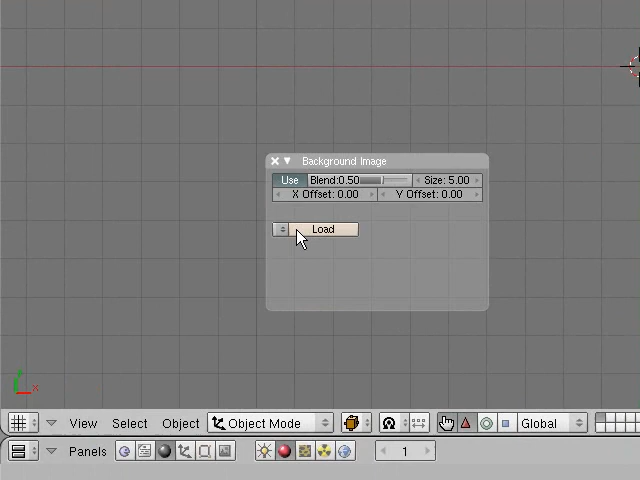 Background Image
Use Blend:0.50 Size: 5.00
X Offset: 0.00 Y Offset: 0.00
Load
x
View Select Object Object Mode Global
Panels 1